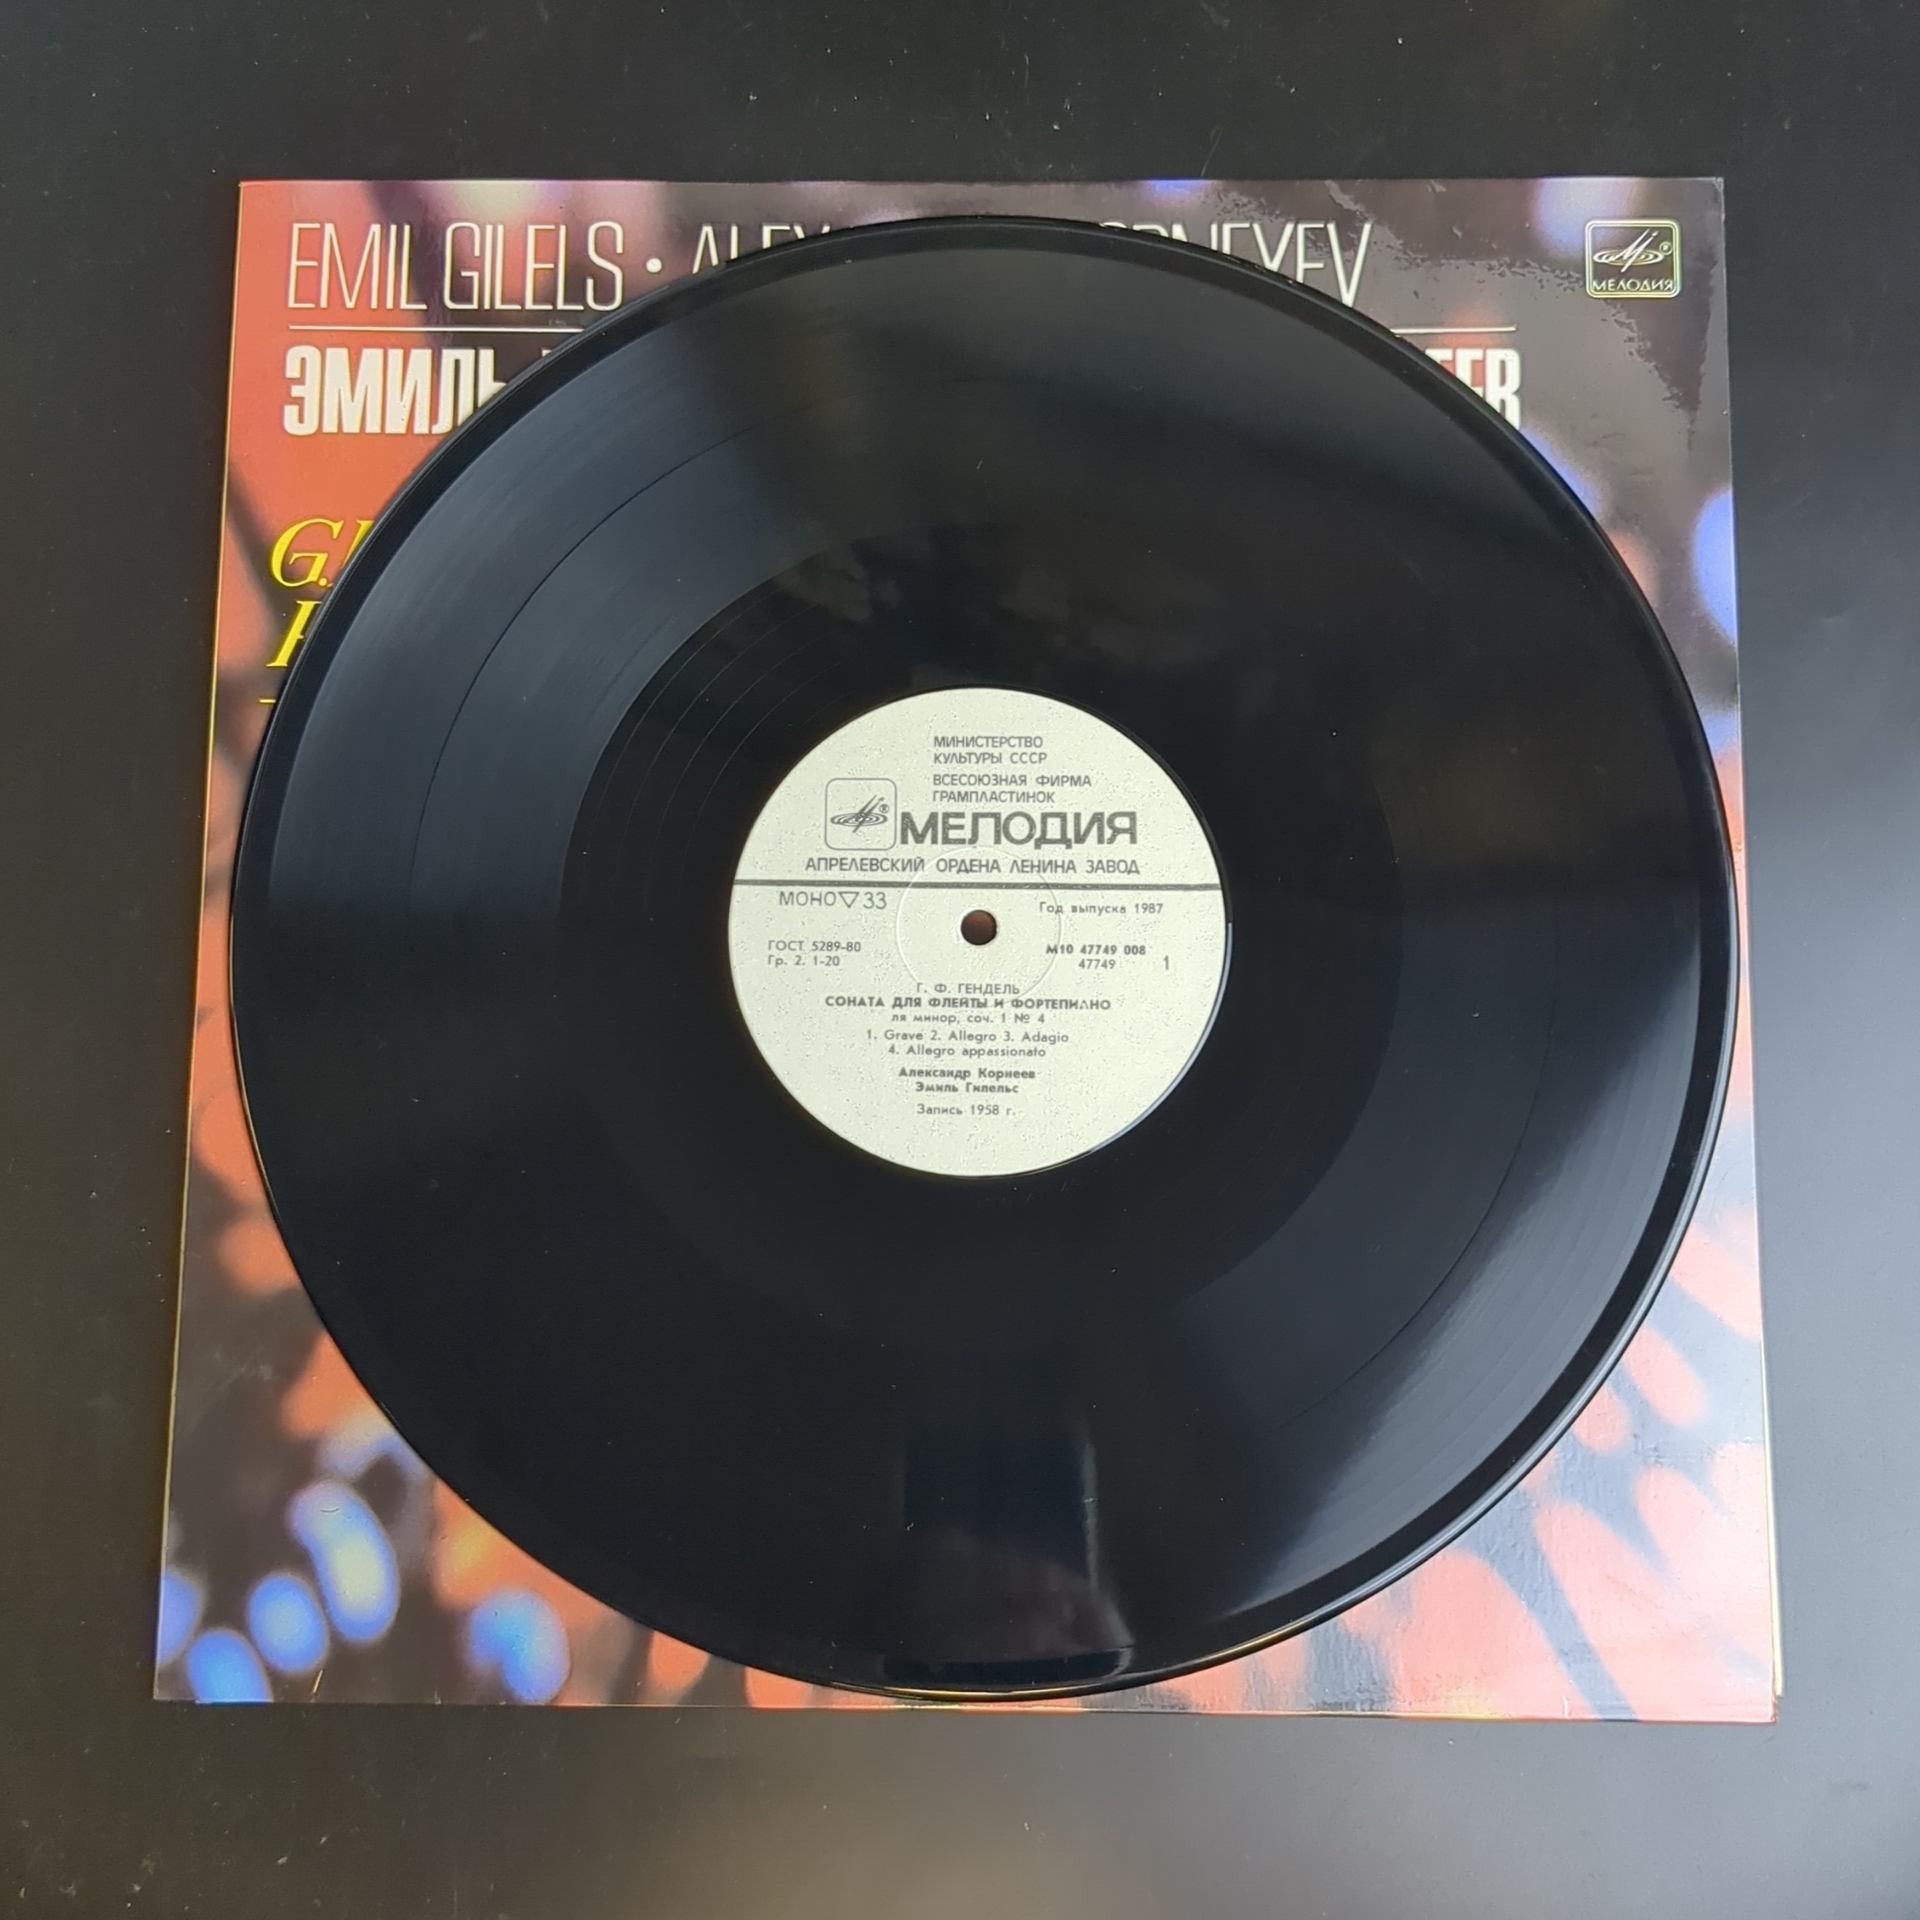 EMIL GILELS •
МЕЛОДИЯ
ЭМИЛЬ
МИНИСТЕРСТВО
КУЛЬТУРЫ СССР
ВСЕСОЮЗНАЯ ФИРМА
ГРАМПЛАСТИНОК
МЕЛОДИЯ
АПРЕЛЕВСКИЙ ОРДЕНА ЛЕНИНА ЗАВОД
МОНО ▽ 33
Год выпуска 1987
ГОСТ 5289-80
Гр. 2. 1-20
М10 47749 008
47749 1
Г. Ф. ГЕНДЕЛЬ
СОНАТА ДЛЯ ФЛЕЙТЫ И ФОРТЕПИАНО
ля минор, соч. 1 № 4
1. Grave 2. Allegro 3. Adagio
4. Allegro appassionato
Александр Корнеев
Эмиль Гилельс
Запись 1958 г.